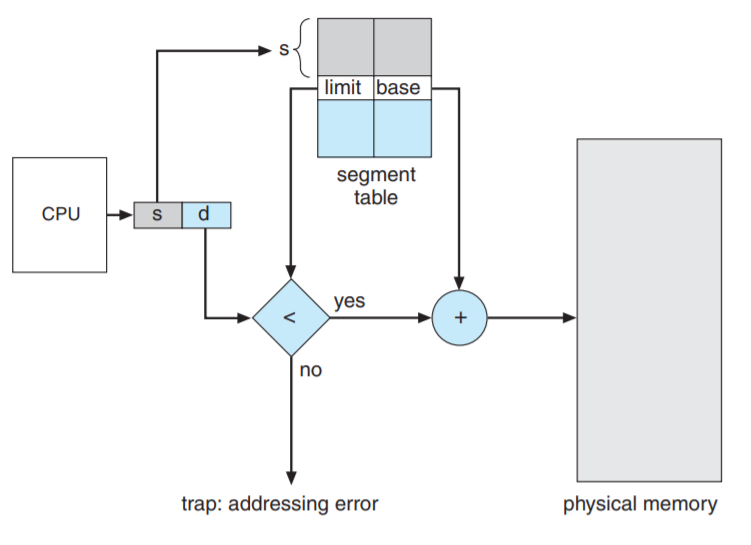 s
limit base
segment
table
CPU
s d
yes
<
+
no
trap: addressing error
physical memory